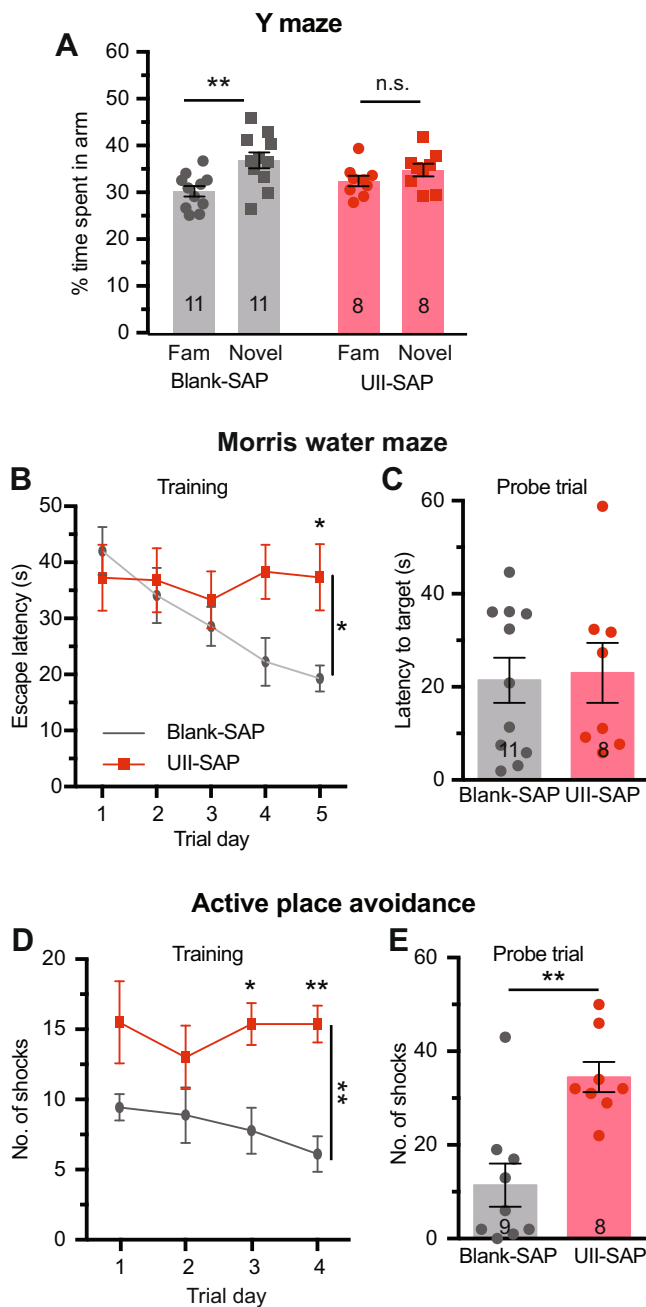 Y maze
A
% time spent in arm
60
50
40
30
20
10
0
**
n.s.
11
11
8
8
Fam
Novel
Fam
Novel
Blank-SAP
UII-SAP
Morris water maze
B
Training
Escape latency (s)
50
40
30
20
10
0
*
*
Blank-SAP
UII-SAP
1 2 3 4 5
Trial day
C
Probe trial
Latency to target (s)
60
40
20
0
11
8
Blank-SAP UII-SAP
Active place avoidance
D
Training
No. of shocks
20
15
10
5
0
*
**
**
1 2 3 4
Trial day
E
Probe trial
No. of shocks
60
40
20
0
**
9
8
Blank-SAP UII-SAP